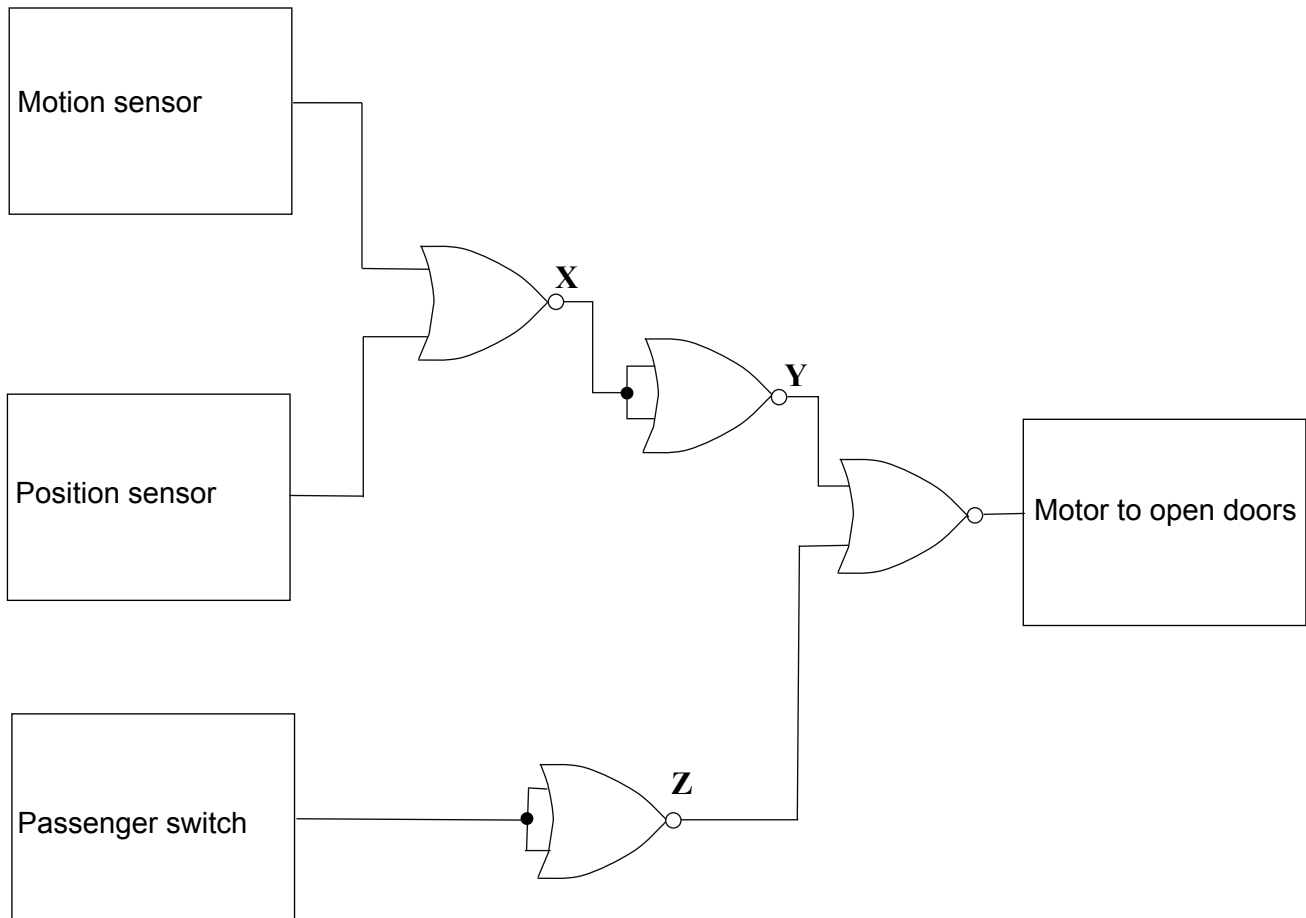 Motion sensor
X
Y
Position sensor
Motor to open doors
Z
Passenger switch